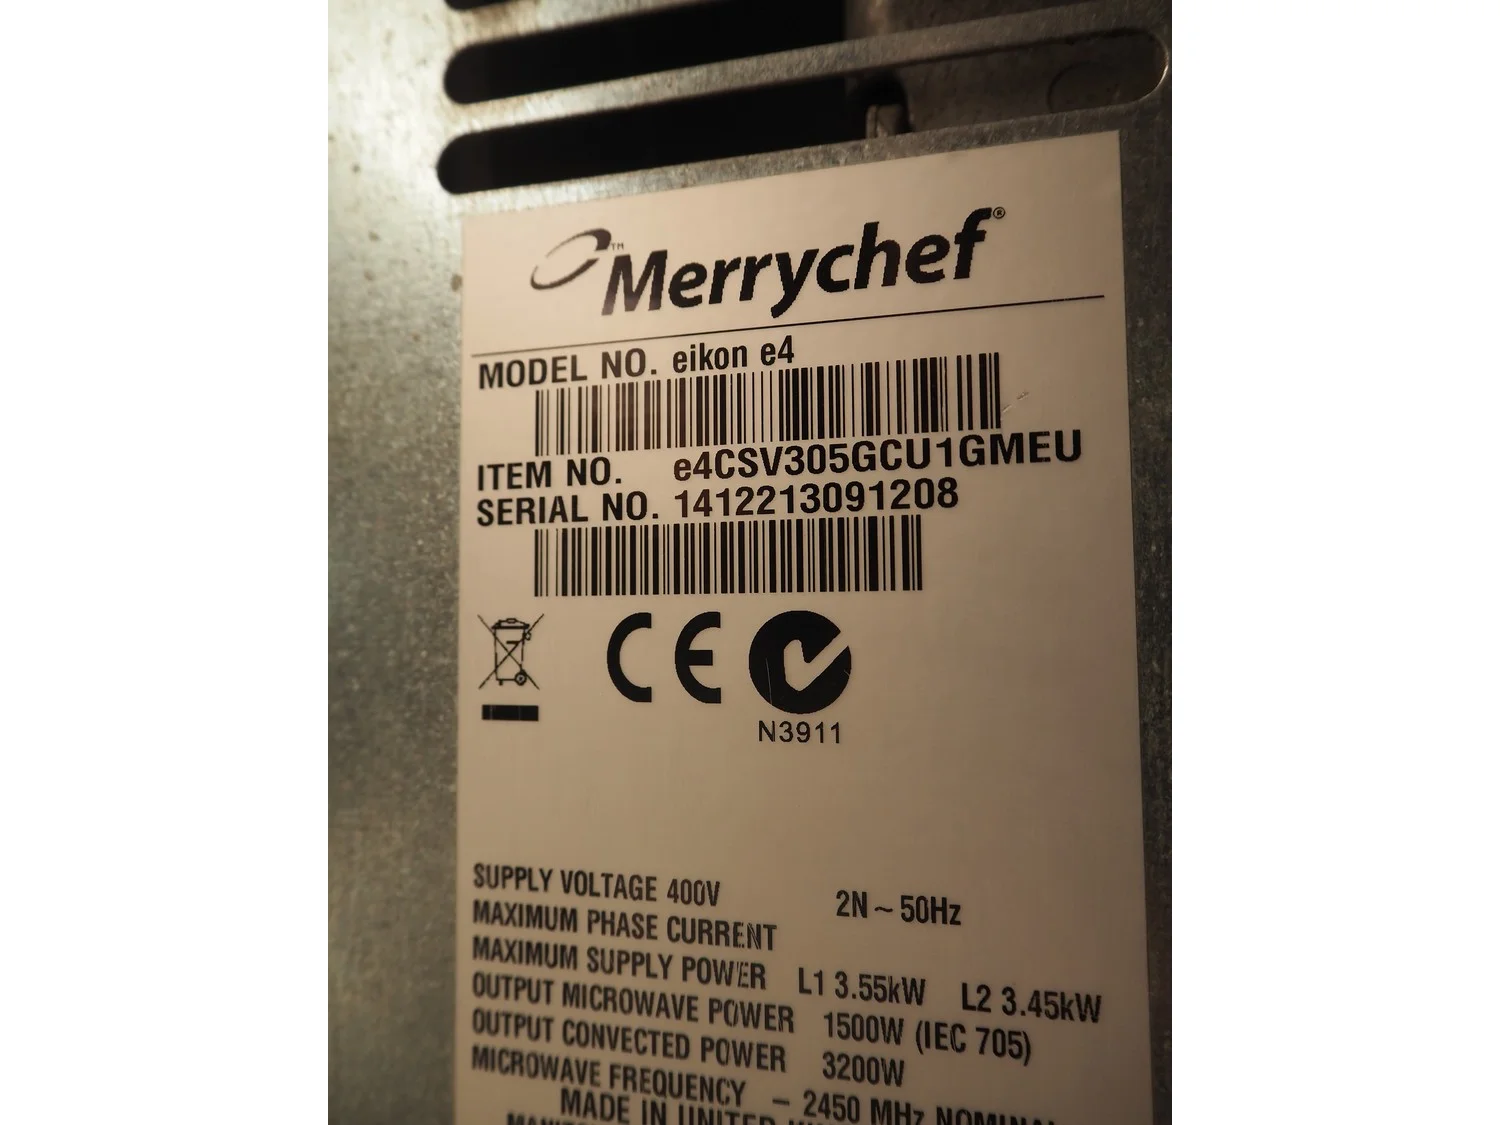 ™Merrychef®
MODEL NO. eikon e4
ITEM NO. e4CSV305GCU1GMEU
SERIAL NO. 1412213091208
CE
N3911
SUPPLY VOLTAGE 400V 2N ~ 50Hz
MAXIMUM PHASE CURRENT
MAXIMUM SUPPLY POWER L1 3.55kW L2 3.45kW
OUTPUT MICROWAVE POWER 1500W (IEC 705)
OUTPUT CONVECTED POWER 3200W
MICROWAVE FREQUENCY – 2450 MHz NOMINAL
MADE IN UNITED